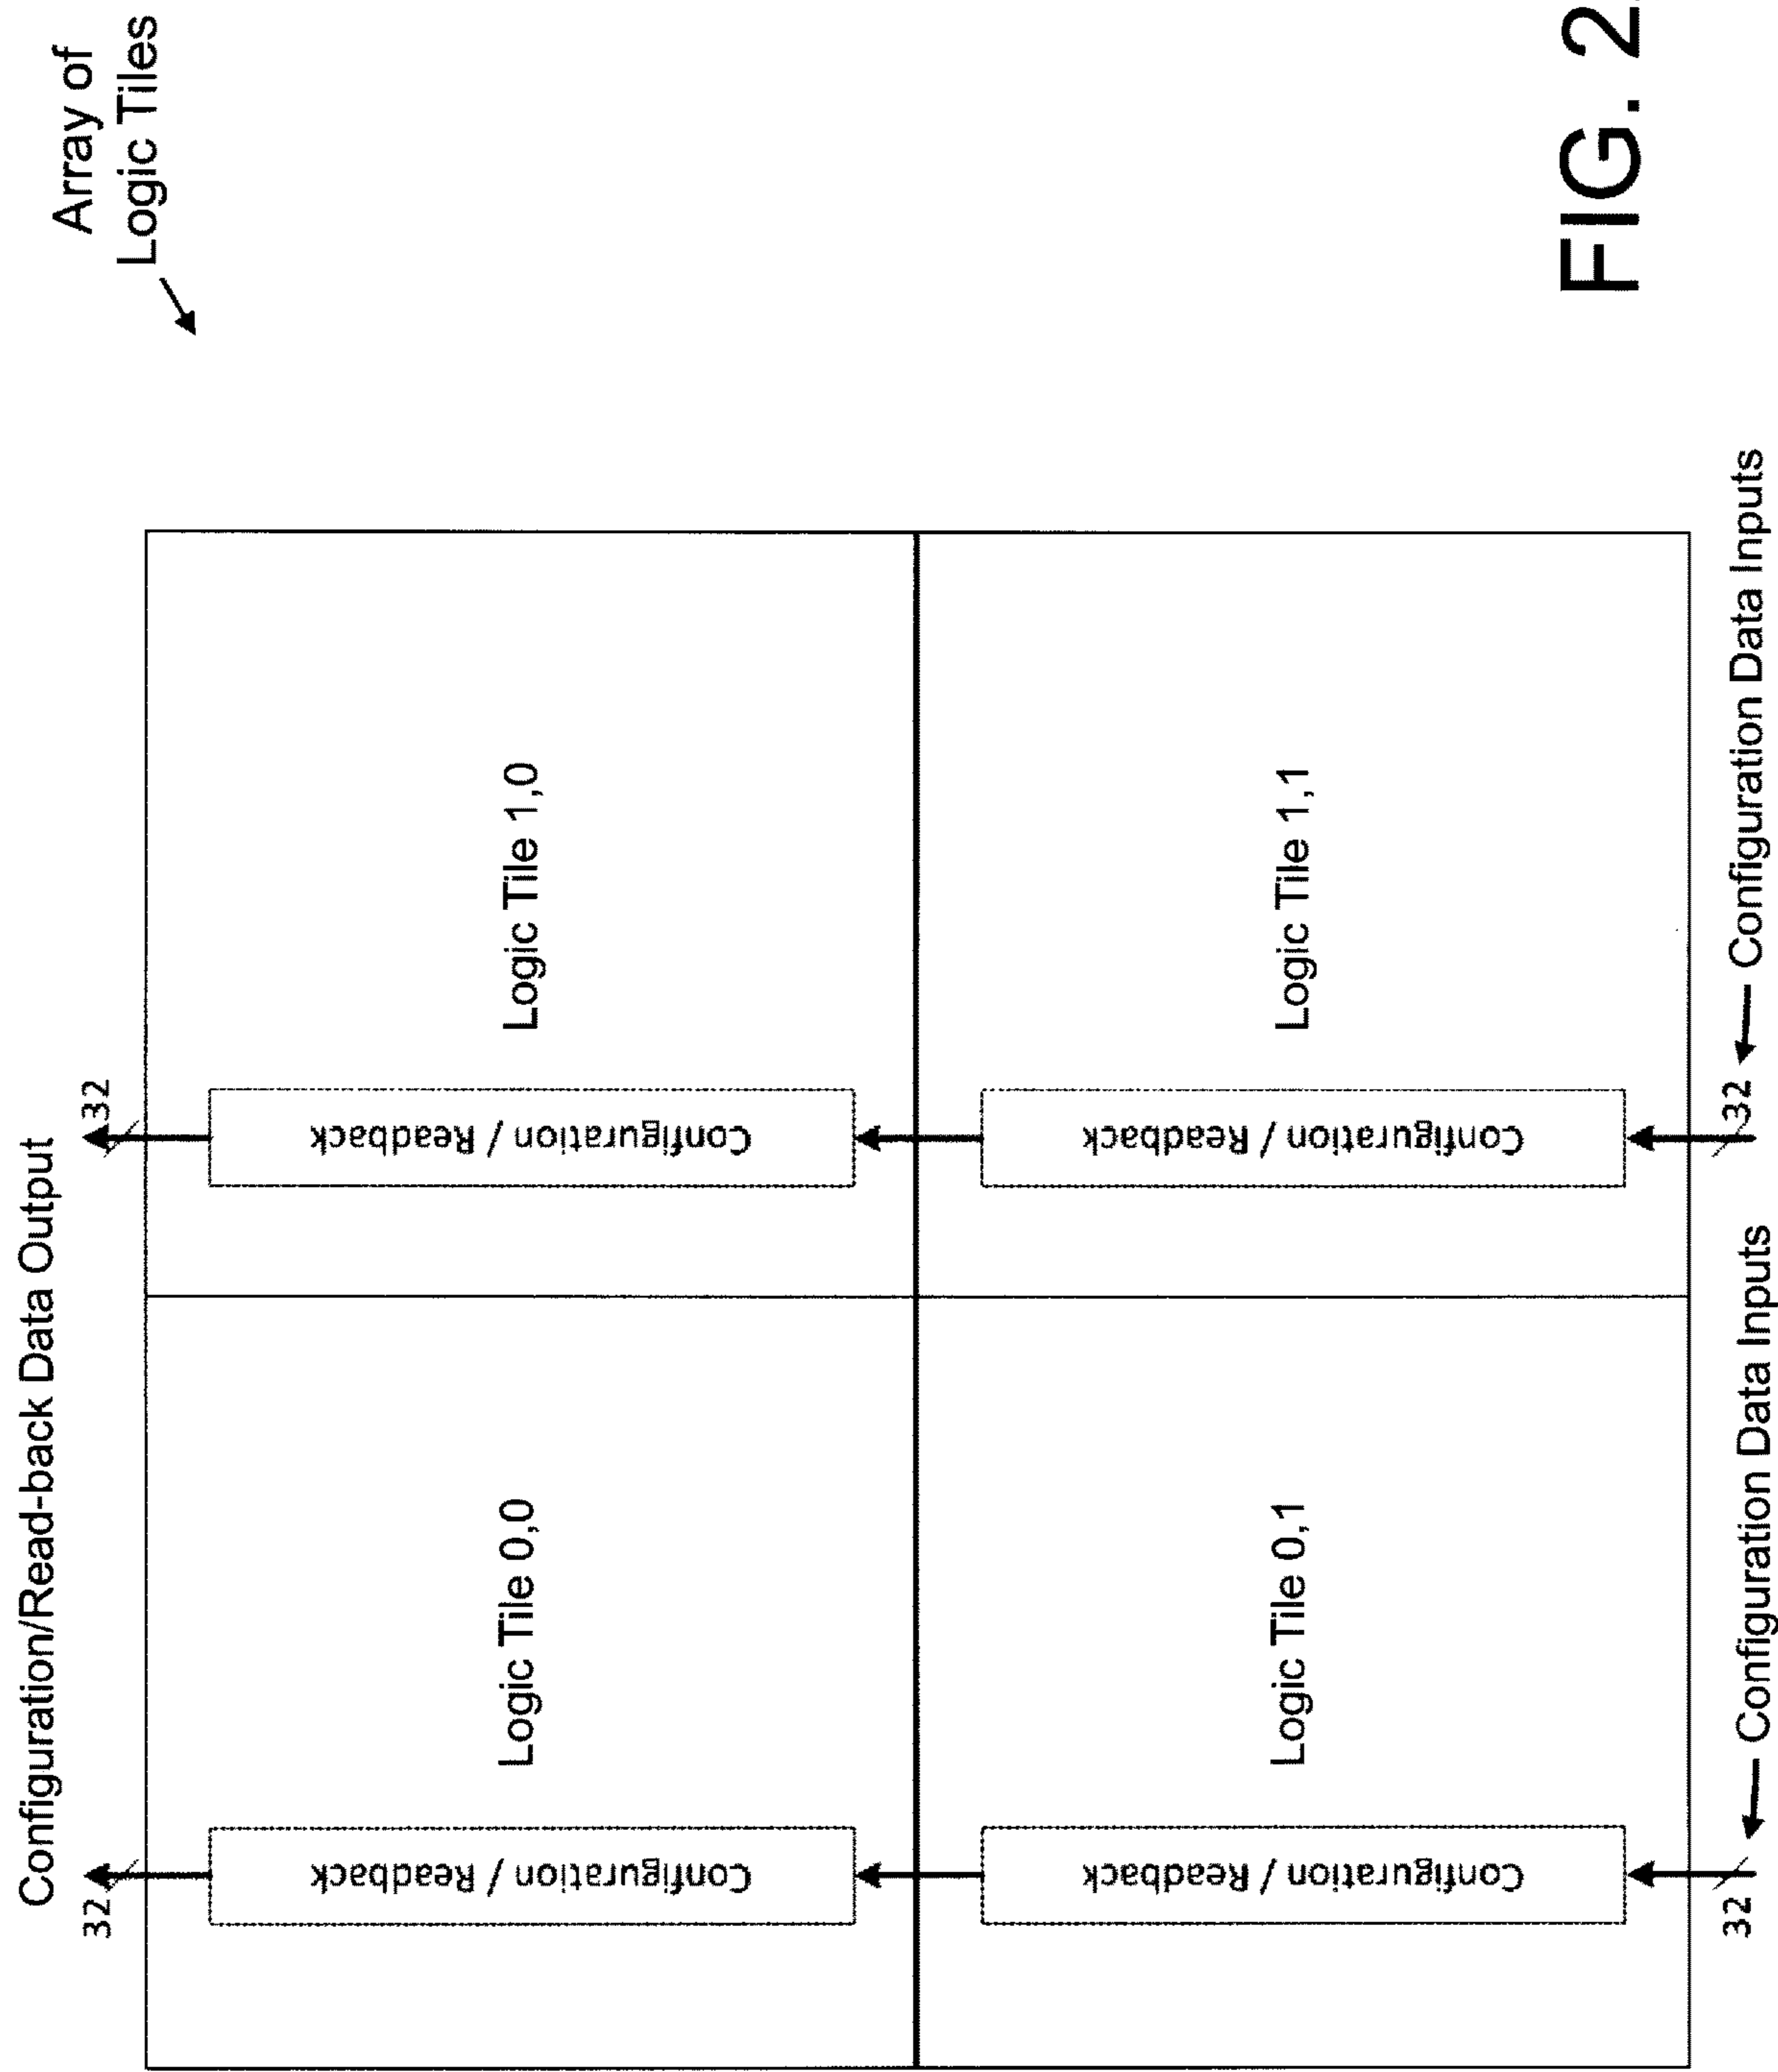 Configuration/Read-back Data Output
Array of
Logic Tiles
32
32
Configuration / Readback
Logic Tile 0,0
Configuration / Readback
Logic Tile 1,0
Configuration / Readback
Logic Tile 0,1
Configuration / Readback
Logic Tile 1,1
32
Configuration Data Inputs
32
Configuration Data Inputs
FIG. 2